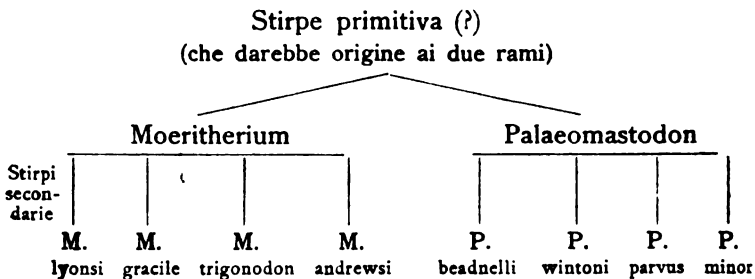 Stirpe primitiva (?)
(che darebbe origine ai due rami)
Moeritherium Palaeomastodon
Stirpi
secon-
darie
M. M. M. M. P. P. P. P.
lyonsi gracile trigonodon andrewsi beadnelli wintoni parvus minor